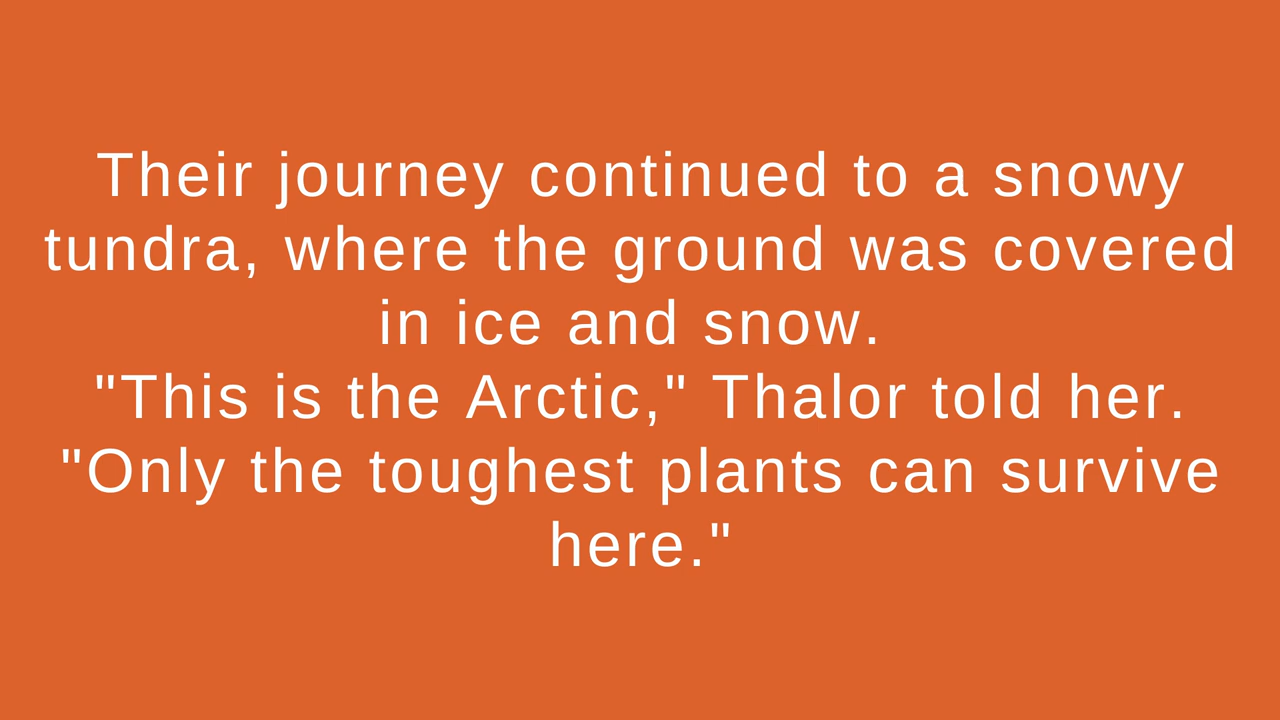 Their journey continued to a snowy
tundra, where the ground was covered
in ice and snow.
"This is the Arctic," Thalor told her.
"Only the toughest plants can survive
here."